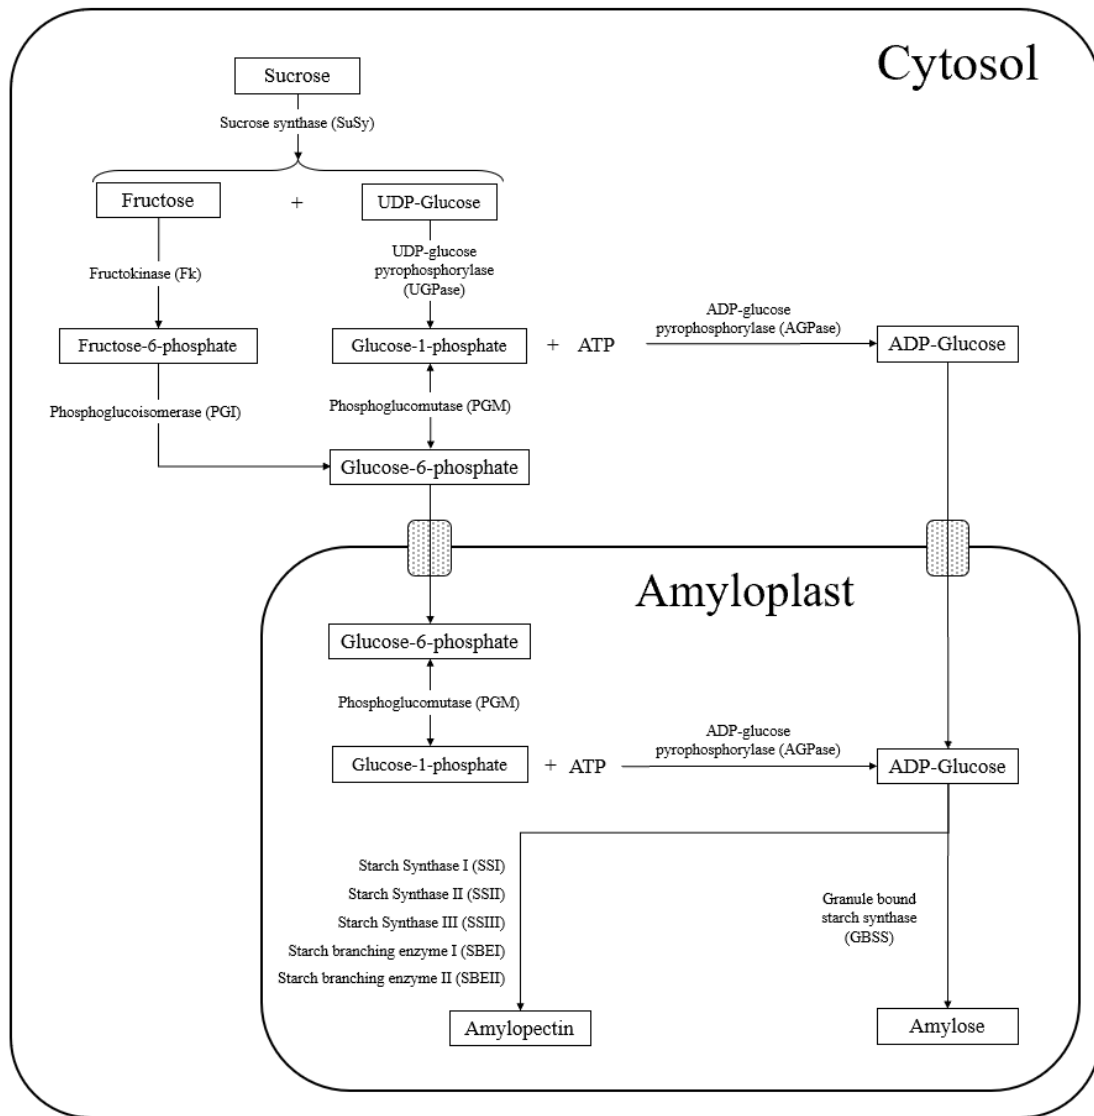 Cytosol
Sucrose
Sucrose synthase (SuSy)
Fructose
+
UDP-Glucose
Fructokinase (Fk)
UDP-glucose
pyrophosphorylase
(UGPase)
Fructose-6-phosphate
Glucose-1-phosphate
+ ATP
ADP-glucose
pyrophosphorylase (AGPase)
ADP-Glucose
Phosphoglucoisomerase (PGI)
Phosphoglucomutase (PGM)
Glucose-6-phosphate
Amyloplast
Glucose-6-phosphate
Phosphoglucomutase (PGM)
Glucose-1-phosphate
+ ATP
ADP-glucose
pyrophosphorylase (AGPase)
ADP-Glucose
Starch Synthase I (SSI)
Starch Synthase II (SSII)
Starch Synthase III (SSIII)
Starch branching enzyme I (SBEI)
Starch branching enzyme II (SBEII)
Granule bound
starch synthase
(GBSS)
Amylopectin
Amylose